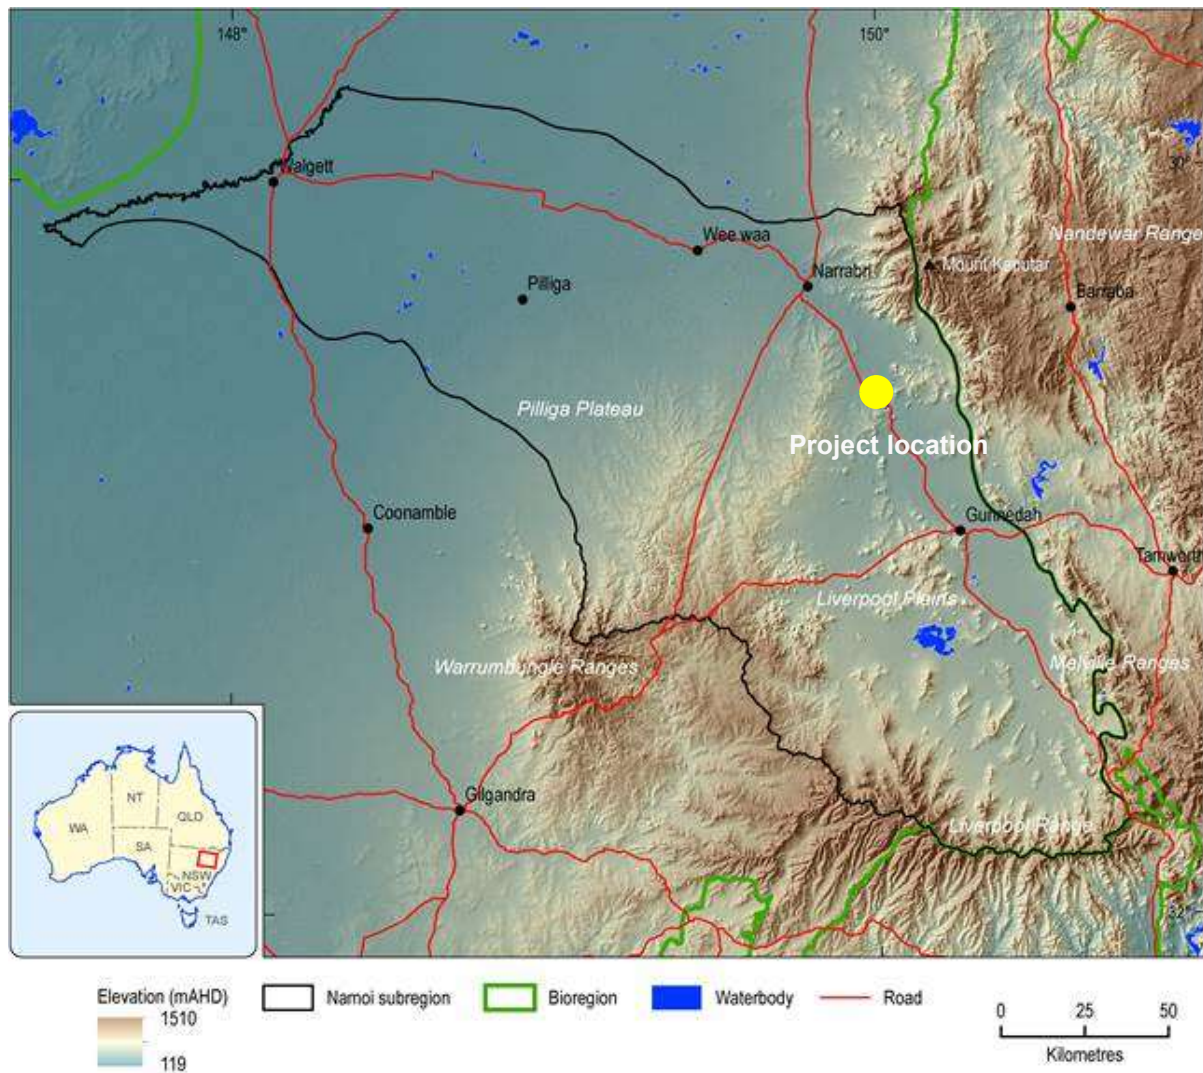 148°
150°
30°
Walgett
Nandewar Range
Wee waa
Mount Kaputar
Narrabri
Pilliga
Barraba
Pilliga Plateau
Project location
Coonamble
Gunnedah
Tamworth
Liverpool Plains
Warrumbungle Ranges
Melville Ranges
Gilgandra
Liverpool Range
32°
NT
QLD
WA
SA
NSW
VIC
TAS
Elevation (mAHD)
1510
119
Namoi subregion
Bioregion
Waterbody
Road
0 25 50
Kilometres